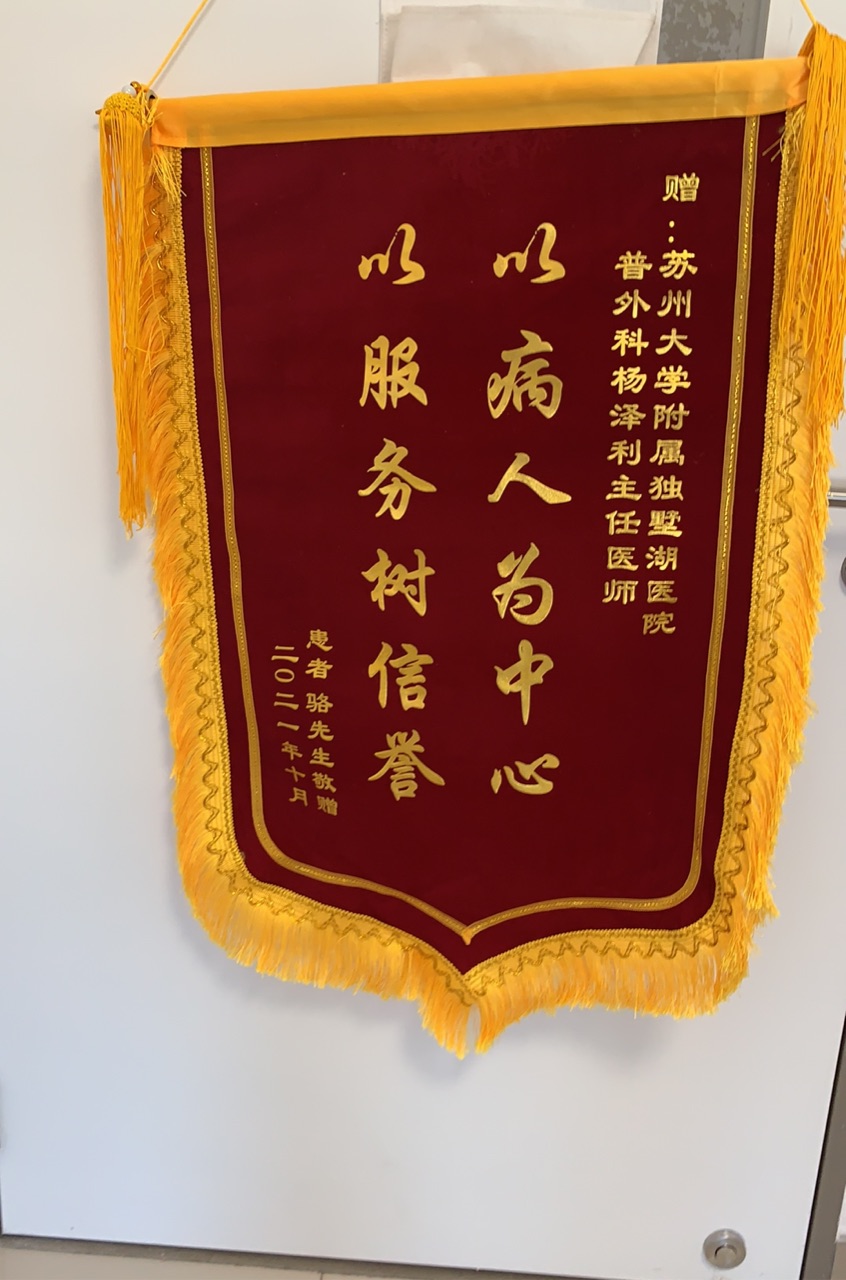 赠：苏州大学附属独墅湖医院
普外科杨泽利主任医师
以病人为中心
以服务树信誉
患者骆先生敬赠
二〇二一年十月